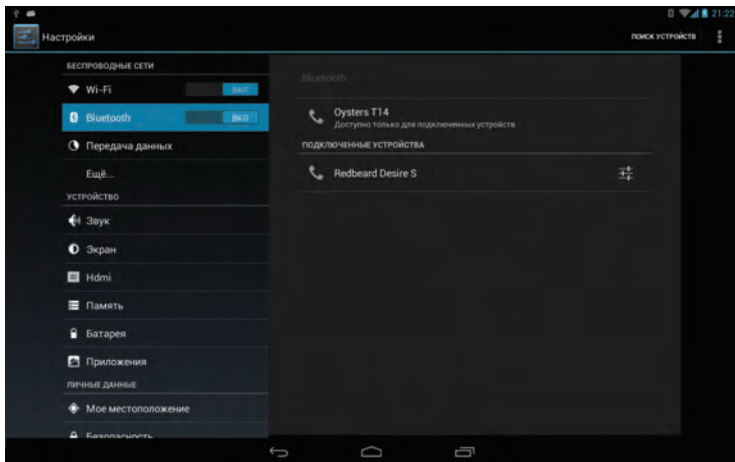 21:22
Настройки
ПОИСК УСТРОЙСТВ
БЕСПРОВОДНЫЕ СЕТИ
Wi-Fi
ВКЛ
Bluetooth
ВКЛ
Передача данных
Ещё...
УСТРОЙСТВО
Звук
Экран
Hdmi
Память
Батарея
Приложения
ЛИЧНЫЕ ДАННЫЕ
Мое местоположение
Безопасность
Bluetooth
Oysters T14
Доступно только для подключенных устройств
ПОДКЛЮЧЕННЫЕ УСТРОЙСТВА
Redbeard Desire S